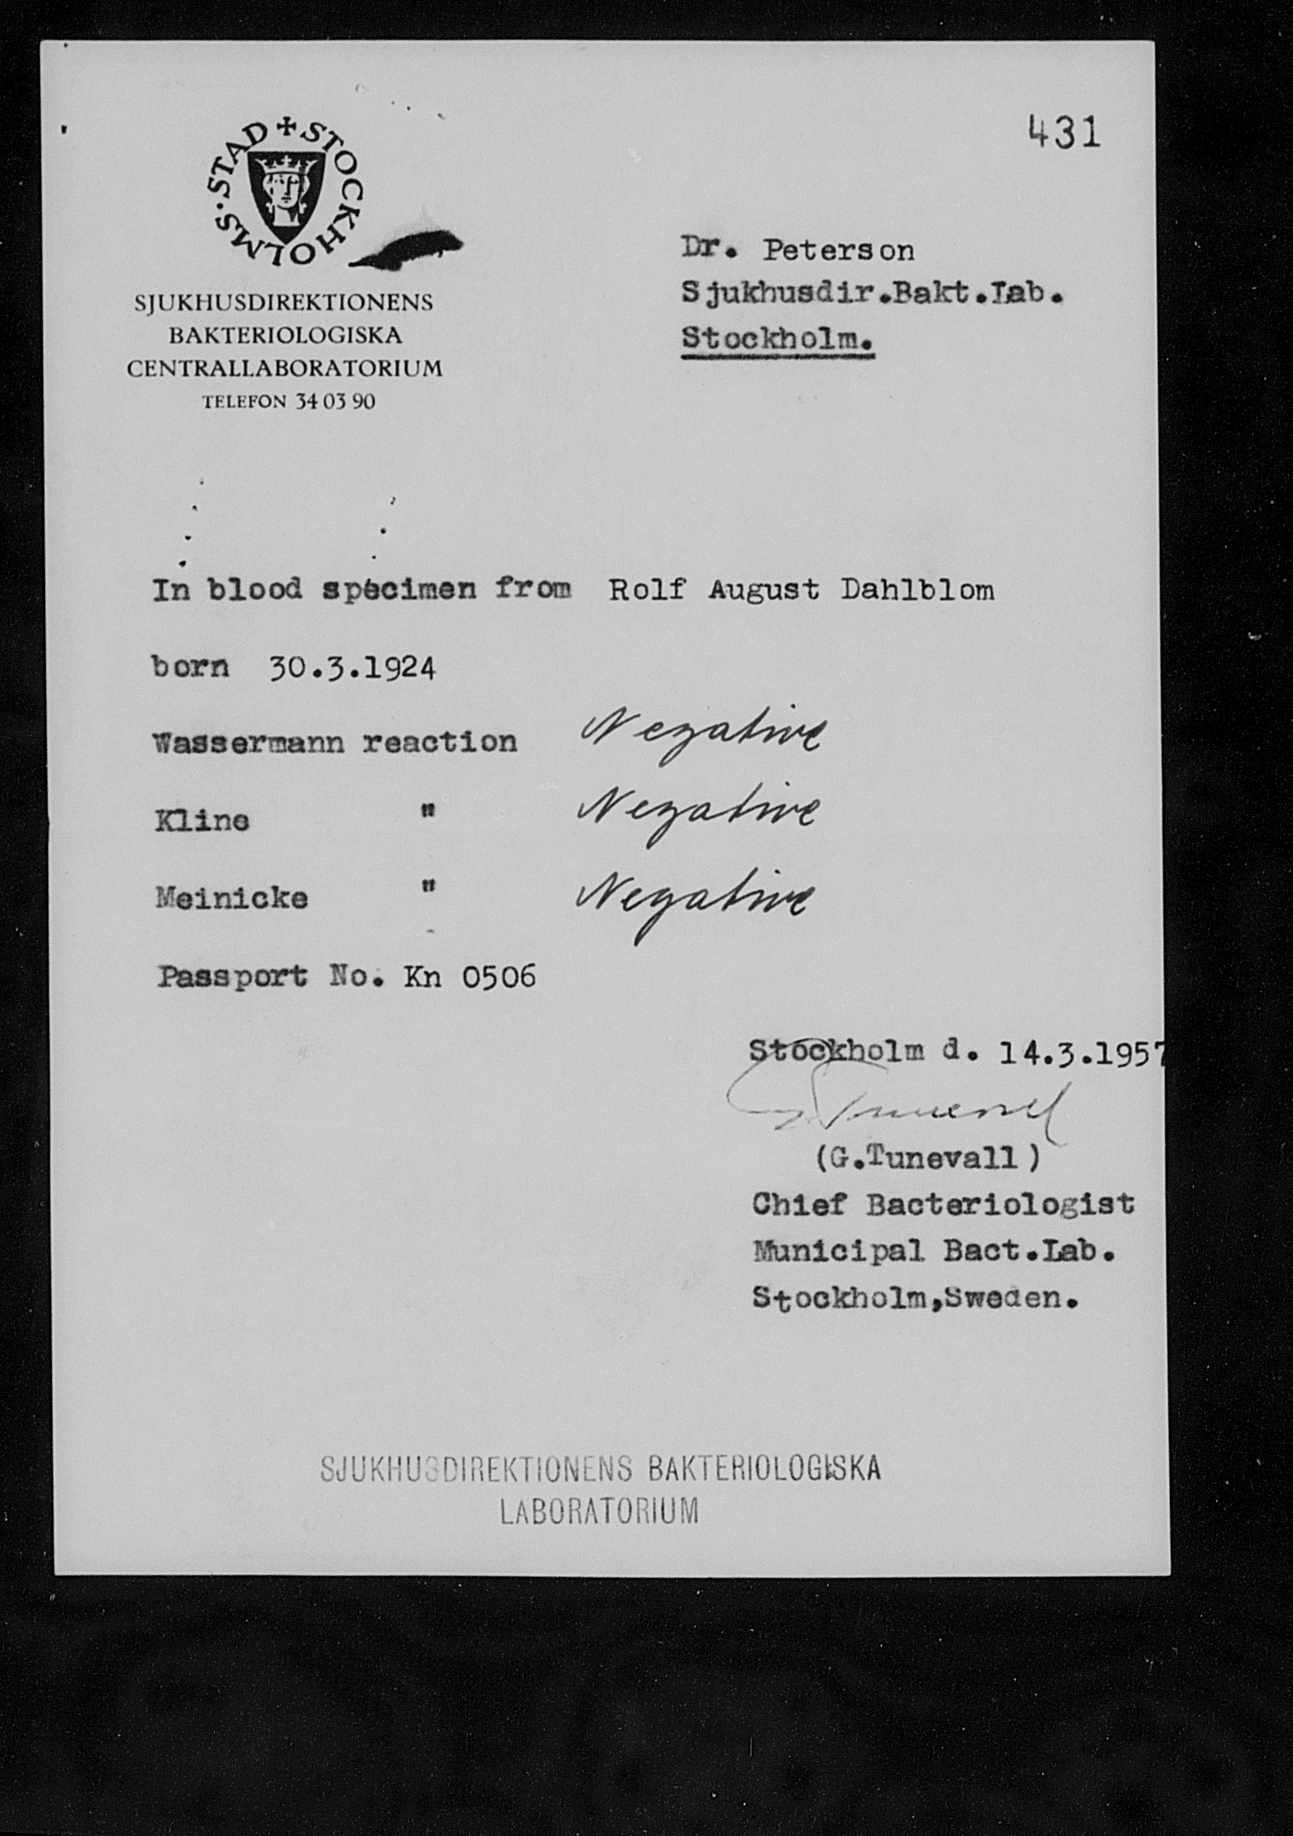 431
STOCKHOLMS·STAD
SJUKHUSDIREKTIONENS
BAKTERIOLOGISKA
CENTRALLABORATORIUM
TELEFON 34 03 90
Dr. Peterson
Sjukhusdir.Bakt.Lab.
Stockholm.
In blood specimen from Rolf August Dahlblom
born 30.3.1924
Wassermann reaction Negative
Kline " Negative
Meinicke " Negative
Passport No. Kn 0506
Stockholm d. 14.3.1957
G Tunevall
(G.Tunevall)
Chief Bacteriologist
Municipal Bact.Lab.
Stockholm,Sweden.
SJUKHUSDIREKTIONENS BAKTERIOLOGISKA
LABORATORIUM